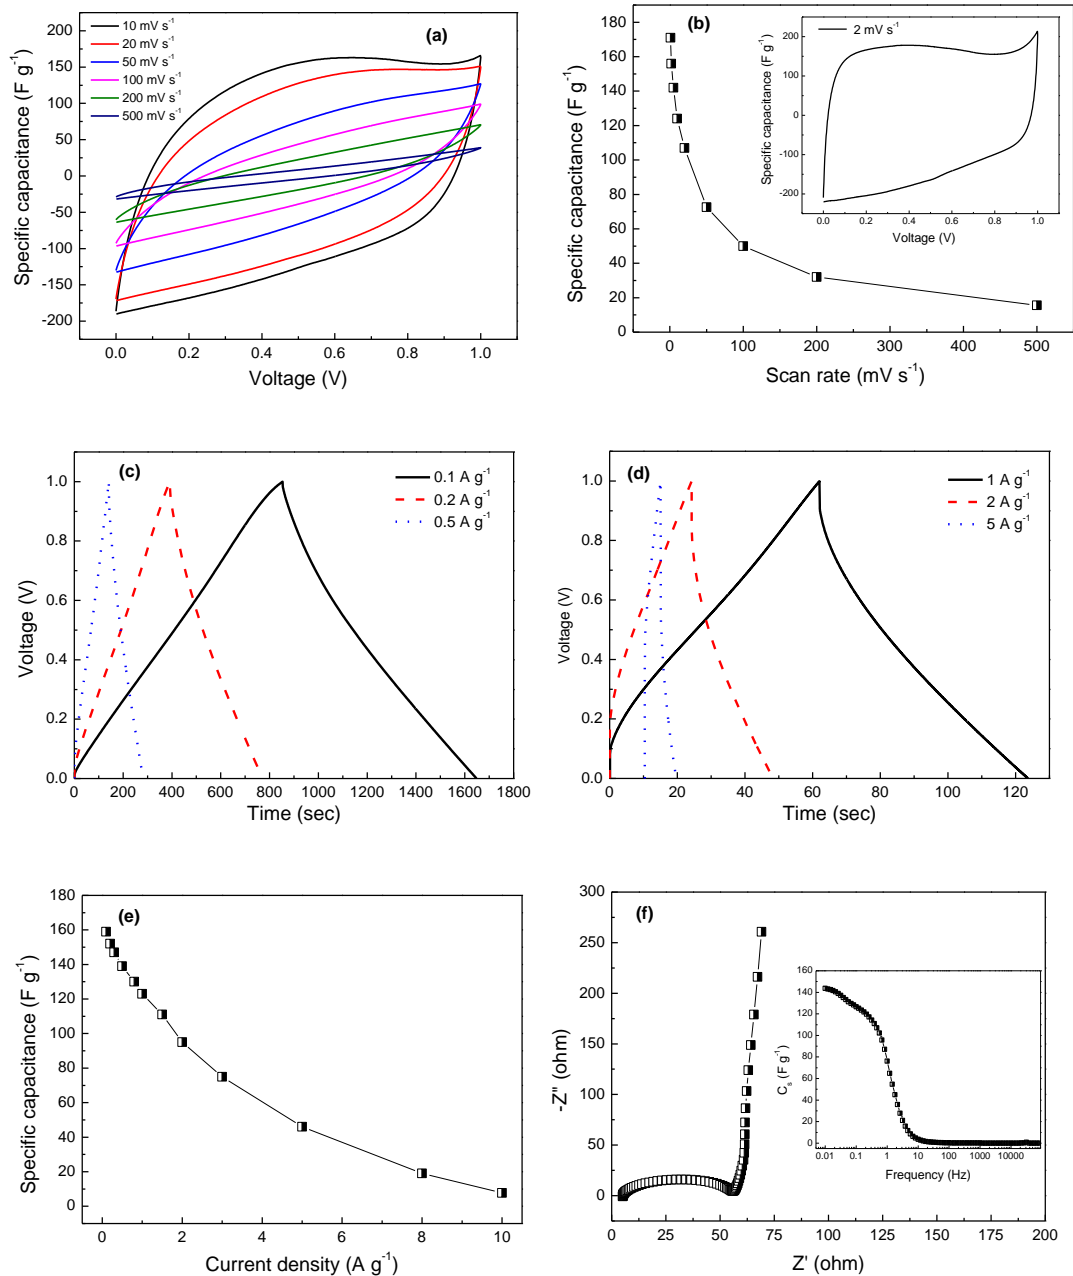 (a)
10 mV s⁻¹
20 mV s⁻¹
50 mV s⁻¹
100 mV s⁻¹
200 mV s⁻¹
500 mV s⁻¹
Specific capacitance (F g⁻¹)
200
150
100
50
0
-50
-100
-150
-200
0.0 0.2 0.4 0.6 0.8 1.0
Voltage (V)
(b)
Specific capacitance (F g⁻¹)
180
160
140
120
100
80
60
40
20
0
0 100 200 300 400 500
Scan rate (mV s⁻¹)
2 mV s⁻¹
Specific capacitance (F g⁻¹)
200
100
0
-100
-200
0.0 0.2 0.4 0.6 0.8 1.0
Voltage (V)
(c)
0.1 A g⁻¹
0.2 A g⁻¹
0.5 A g⁻¹
Voltage (V)
1.0
0.8
0.6
0.4
0.2
0.0
0 200 400 600 800 1000 1200 1400 1600 1800
Time (sec)
(d)
1 A g⁻¹
2 A g⁻¹
5 A g⁻¹
Voltage (V)
1.0
0.8
0.6
0.4
0.2
0.0
0 20 40 60 80 100 120
Time (sec)
(e)
Specific capacitance (F g⁻¹)
180
160
140
120
100
80
60
40
20
0
0 2 4 6 8 10
Current density (A g⁻¹)
(f)
-Z'' (ohm)
300
250
200
150
100
50
0
0 25 50 75 100 125 150 175 200
Z' (ohm)
Cₛ (F g⁻¹)
160
140
120
100
80
60
40
20
0
0.01 0.1 1 10 100 1000 10000
Frequency (Hz)